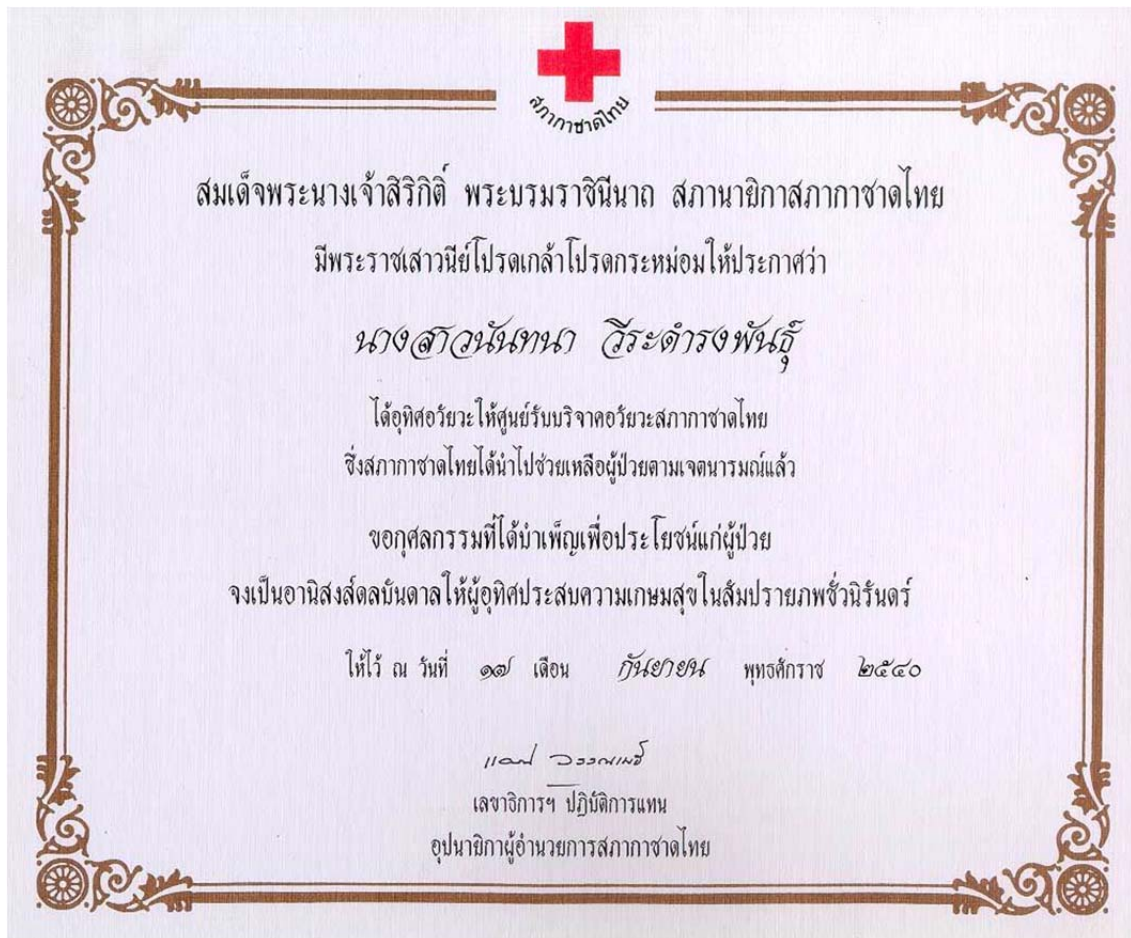 สภากาชาดไทย
สมเด็จพระนางเจ้าสิริกิติ์ พระบรมราชินีนาถ สภานายิกาสภากาชาดไทย
มีพระราชเสาวนีย์โปรดเกล้าโปรดกระหม่อมให้ประกาศว่า
นางสาวนันทนา วีระดำรงพันธุ์
ได้อุทิศอวัยวะให้ศูนย์รับบริจาคอวัยวะสภากาชาดไทย
ซึ่งสภากาชาดไทยได้นำไปช่วยเหลือผู้ป่วยตามเจตนารมณ์แล้ว
ขอกุศลกรรมที่ได้บำเพ็ญเพื่อประโยชน์แก่ผู้ป่วย
จงเป็นอานิสงส์ดลบันดาลให้ผู้อุทิศประสบความเกษมสุขในสัมปรายภพชั่วนิรันดร์
ให้ไว้ ณ วันที่ ๑๗ เดือน กันยายน พุทธศักราช ๒๕๔๐
เลขาธิการฯ ปฏิบัติการแทน
อุปนายิกาผู้อำนวยการสภากาชาดไทย